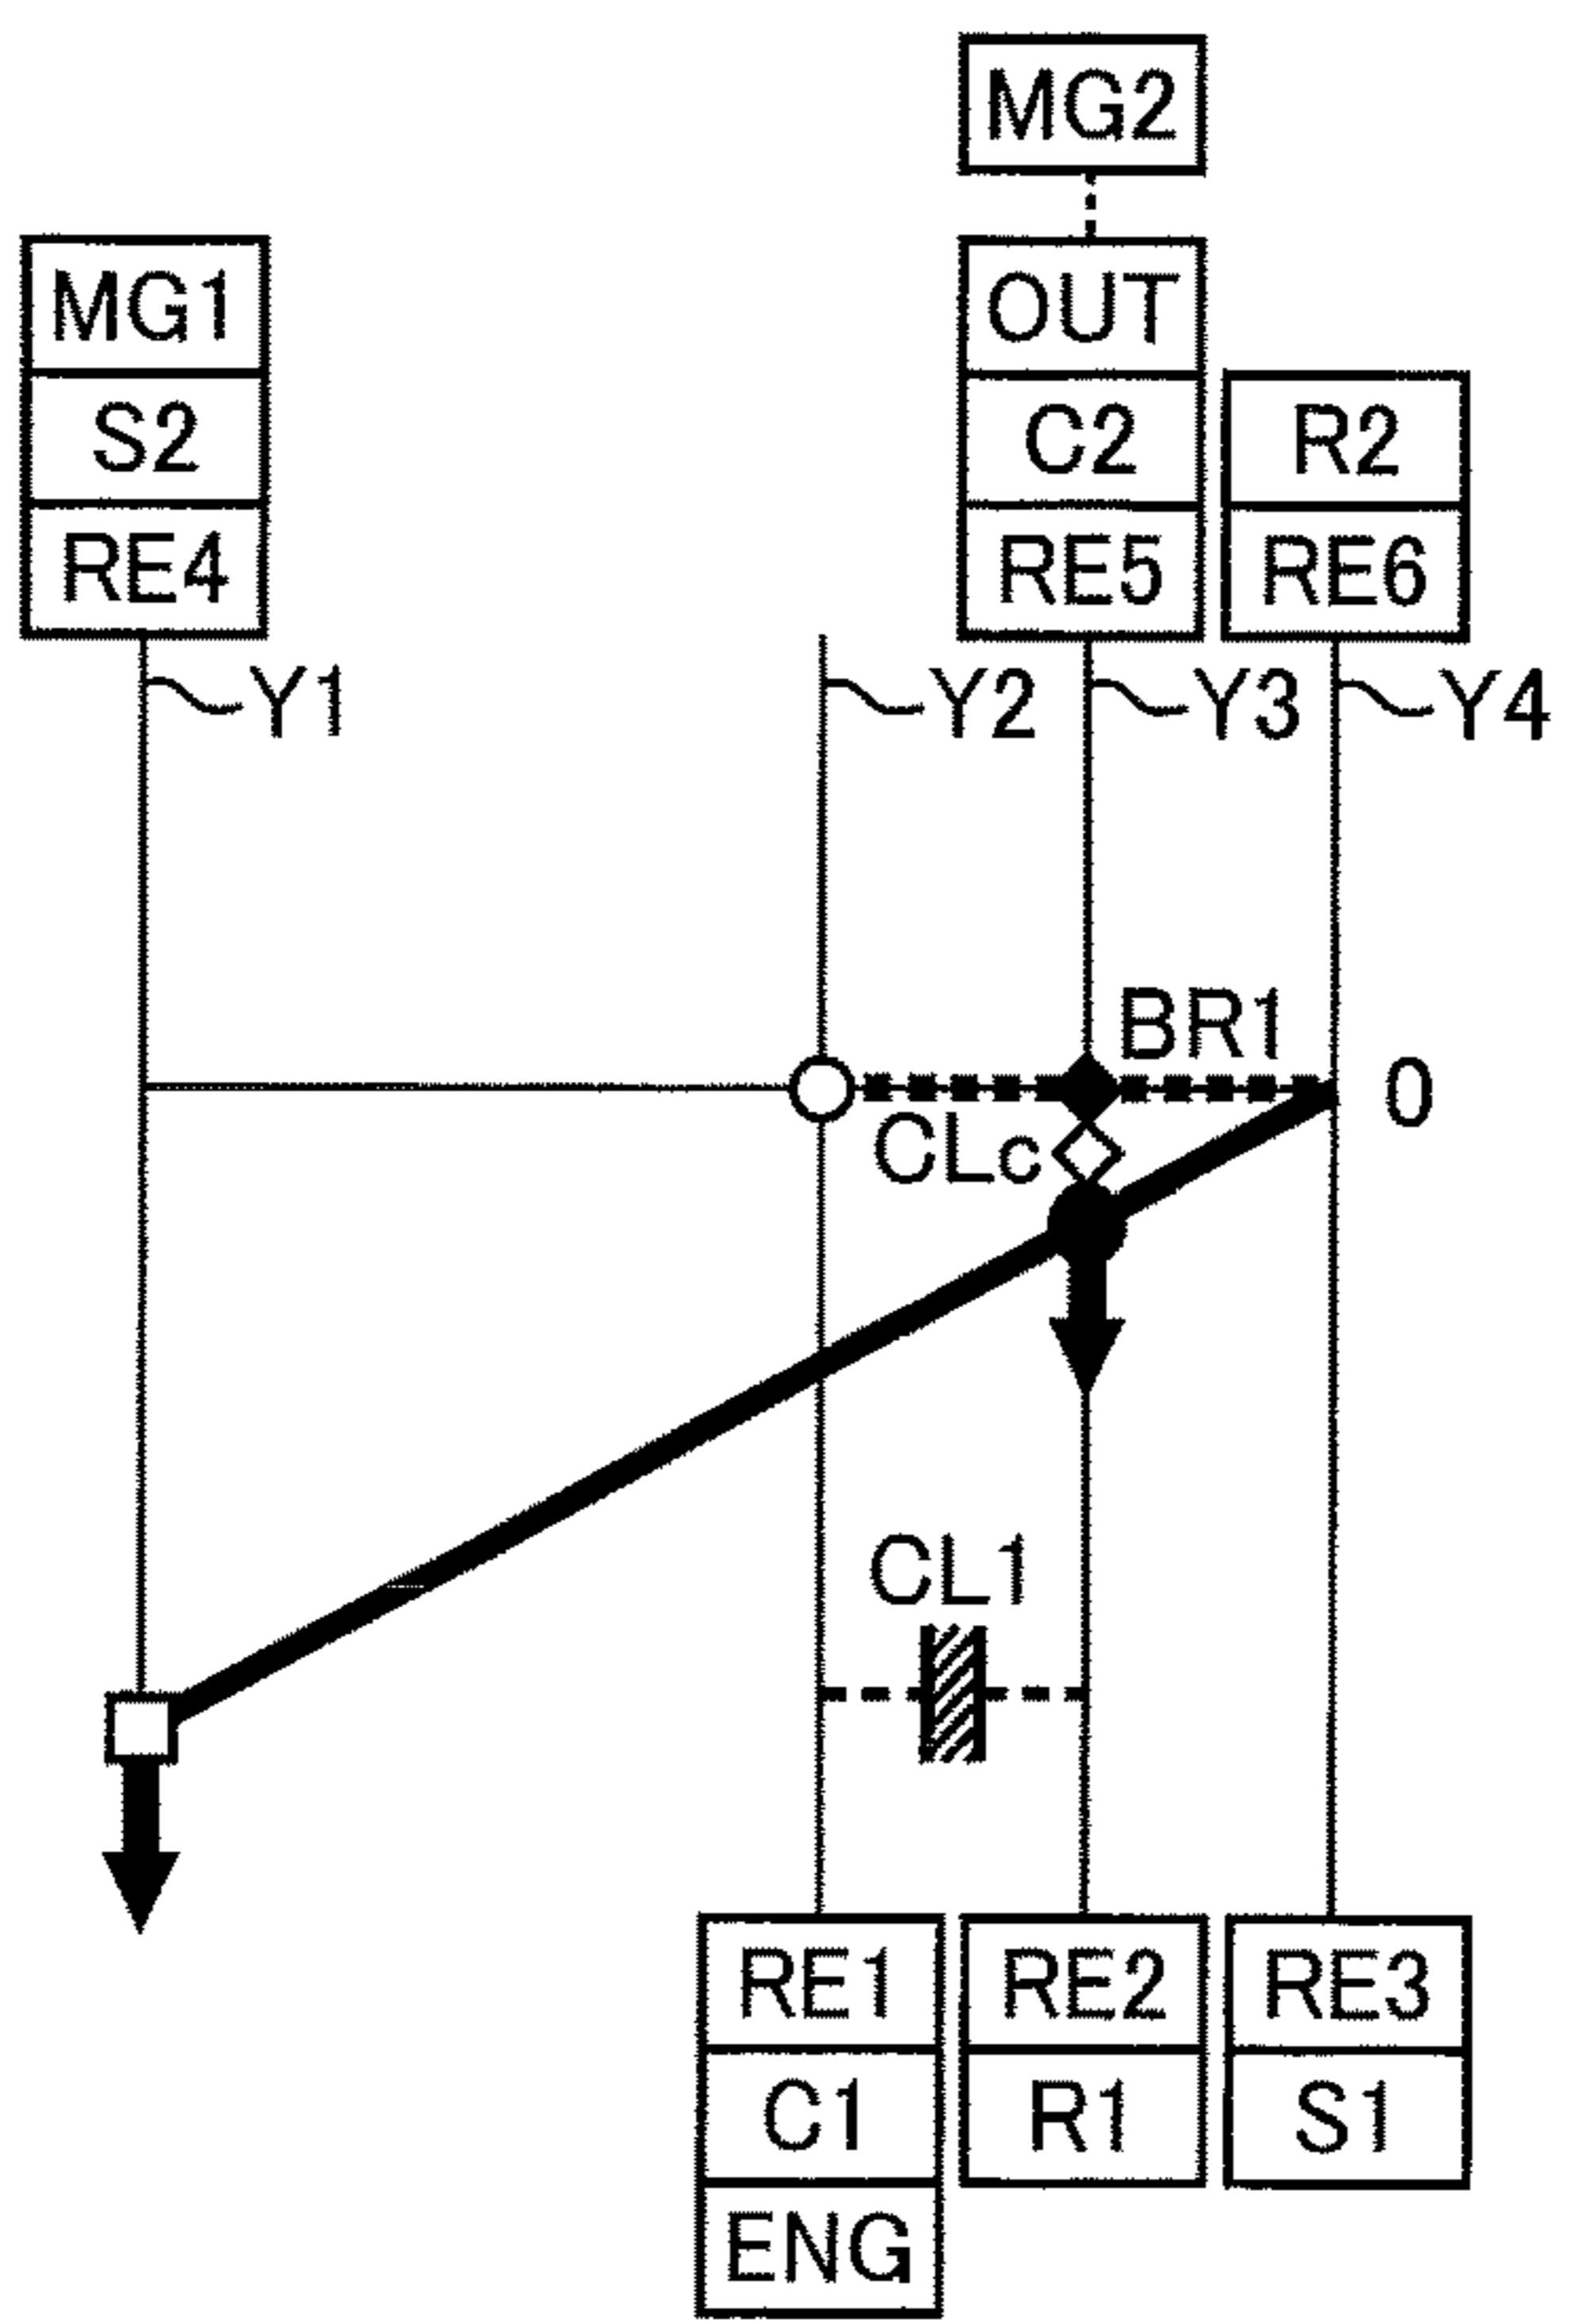 MG2
MG1
OUT
S2
C2
R2
RE4
RE5
RE6
Y1
Y2
Y3
Y4
BR1
0
CLc
CL1
RE1
RE2
RE3
C1
R1
S1
ENG